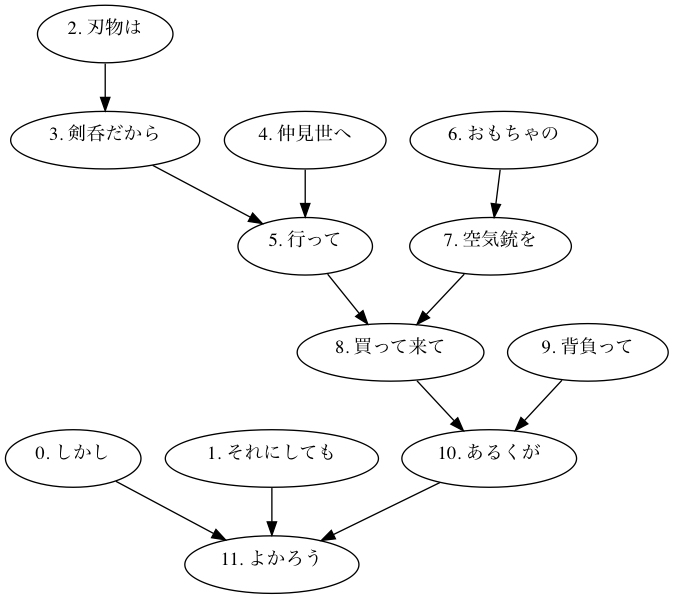 2. 刃物は
3. 剣呑だから
4. 仲見世へ
6. おもちゃの
5. 行って
7. 空気銃を
8. 買って来て
9. 背負って
0. しかし
1. それにしても
10. あるくが
11. よかろう